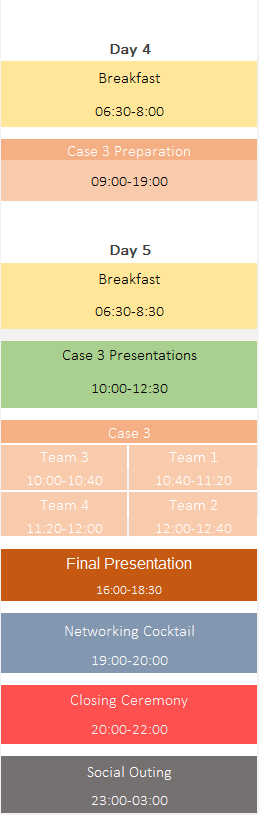 Day 4
Breakfast
06:30-8:00
Case 3 Preparation
09:00-19:00
Day 5
Breakfast
06:30-8:30
Case 3 Presentations
10:00-12:30
Case 3
Team 3 Team 1
10:00-10:40 10:40-11:20
Team 4 Team 2
11:20-12:00 12:00-12:40
Final Presentation
16:00-18:30
Networking Cocktail
19:00-20:00
Closing Ceremony
20:00-22:00
Social Outing
23:00-03:00